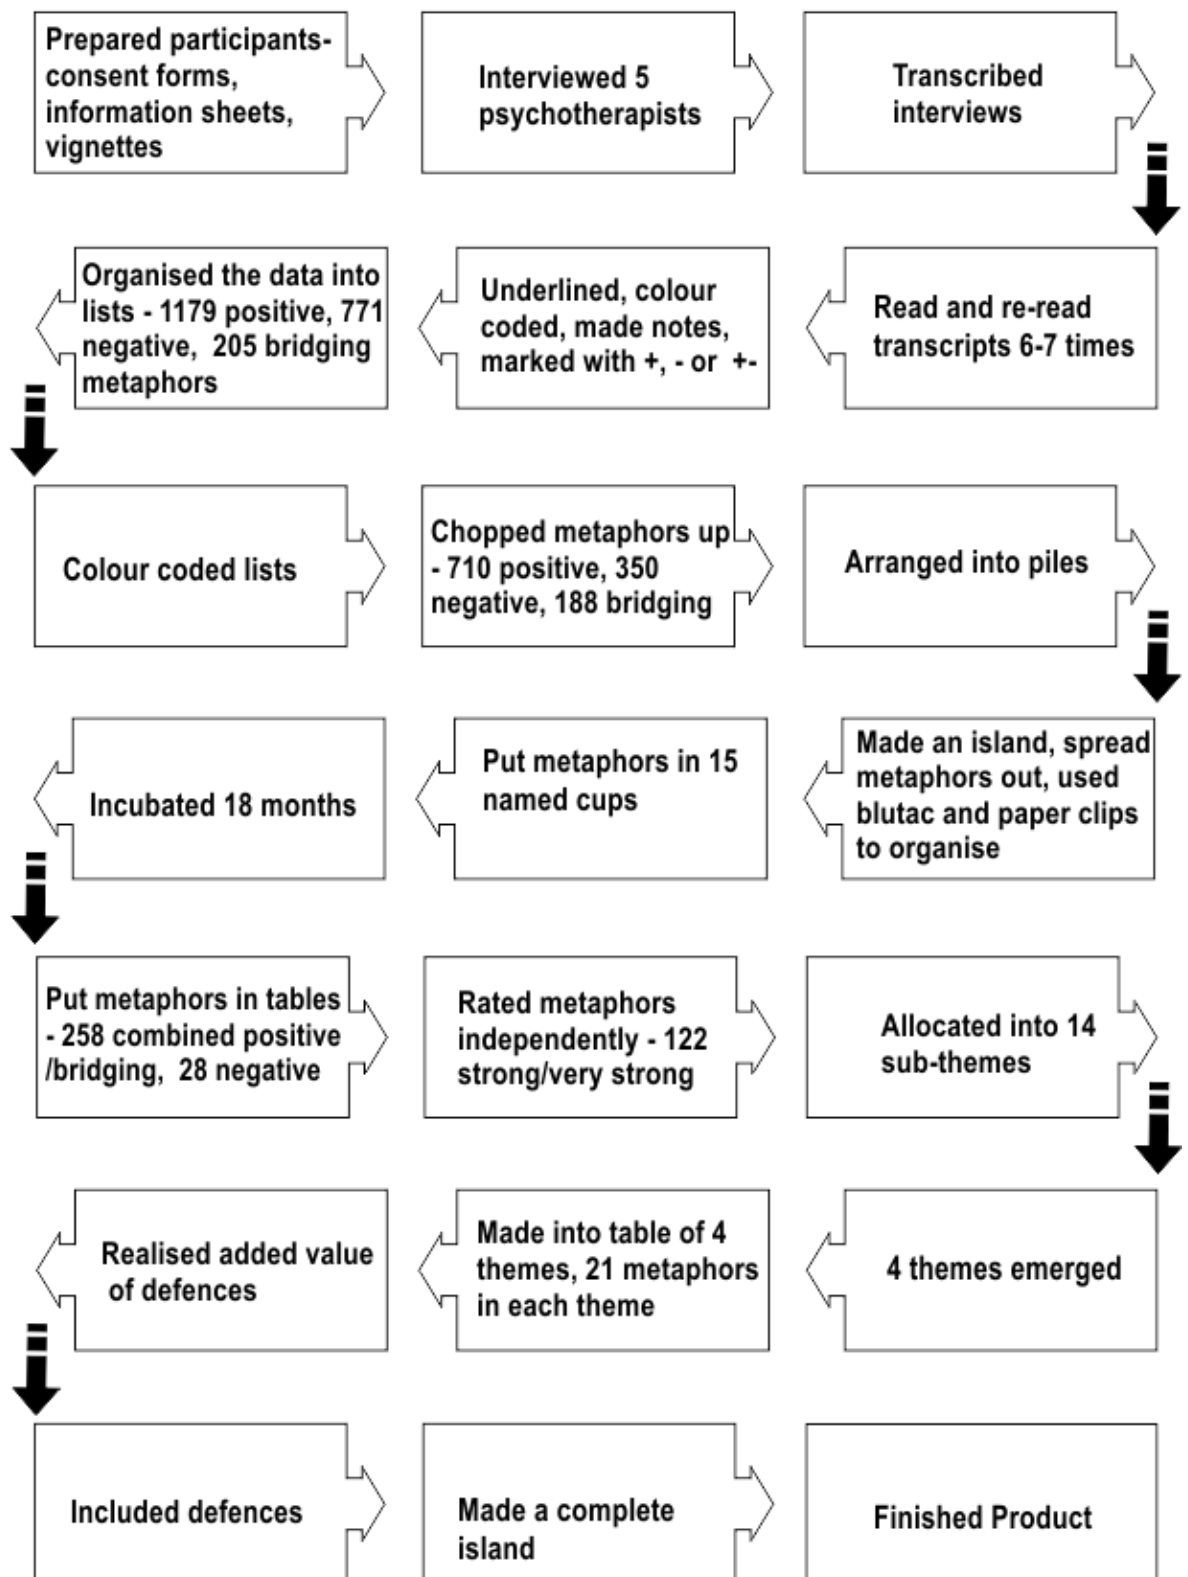 Prepared participants-
consent forms,
information sheets,
vignettes
Interviewed 5
psychotherapists
Transcribed
interviews
Read and re-read
transcripts 6-7 times
Underlined, colour
coded, made notes,
marked with +, - or +-
Organised the data into
lists - 1179 positive, 771
negative, 205 bridging
metaphors
Colour coded lists
Chopped metaphors up
- 710 positive, 350
negative, 188 bridging
Arranged into piles
Made an island, spread
metaphors out, used
blutac and paper clips
to organise
Put metaphors in 15
named cups
Incubated 18 months
Put metaphors in tables
- 258 combined positive
/bridging, 28 negative
Rated metaphors
independently - 122
strong/very strong
Allocated into 14
sub-themes
4 themes emerged
Made into table of 4
themes, 21 metaphors
in each theme
Realised added value
of defences
Included defences
Made a complete
island
Finished Product